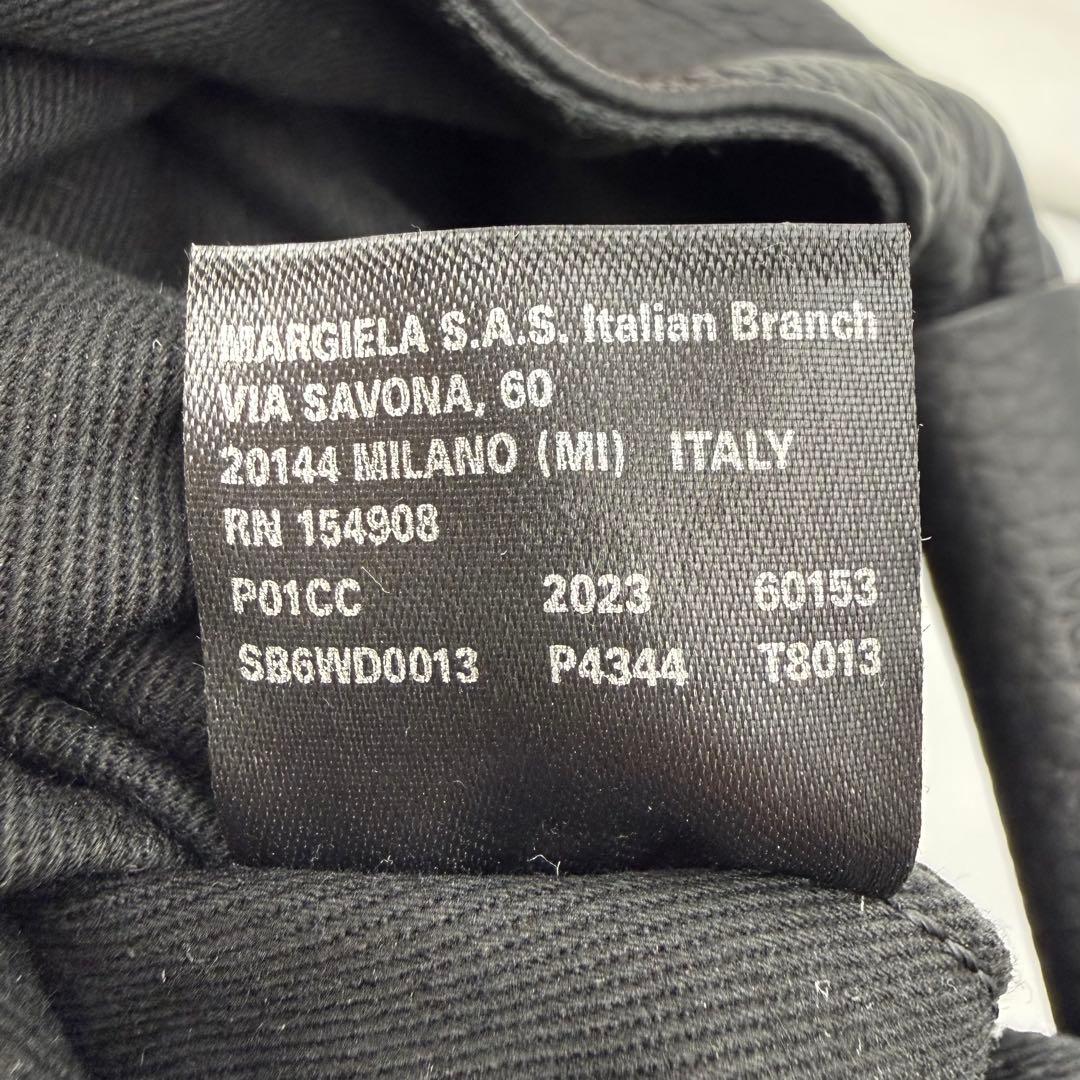 MARGIELA S.A.S. Italian Branch
VIA SAVONA, 60
20144 MILANO (MI) ITALY
RN 154908
P01CC 2023 60153
SB6WD0013 P4344 T8013